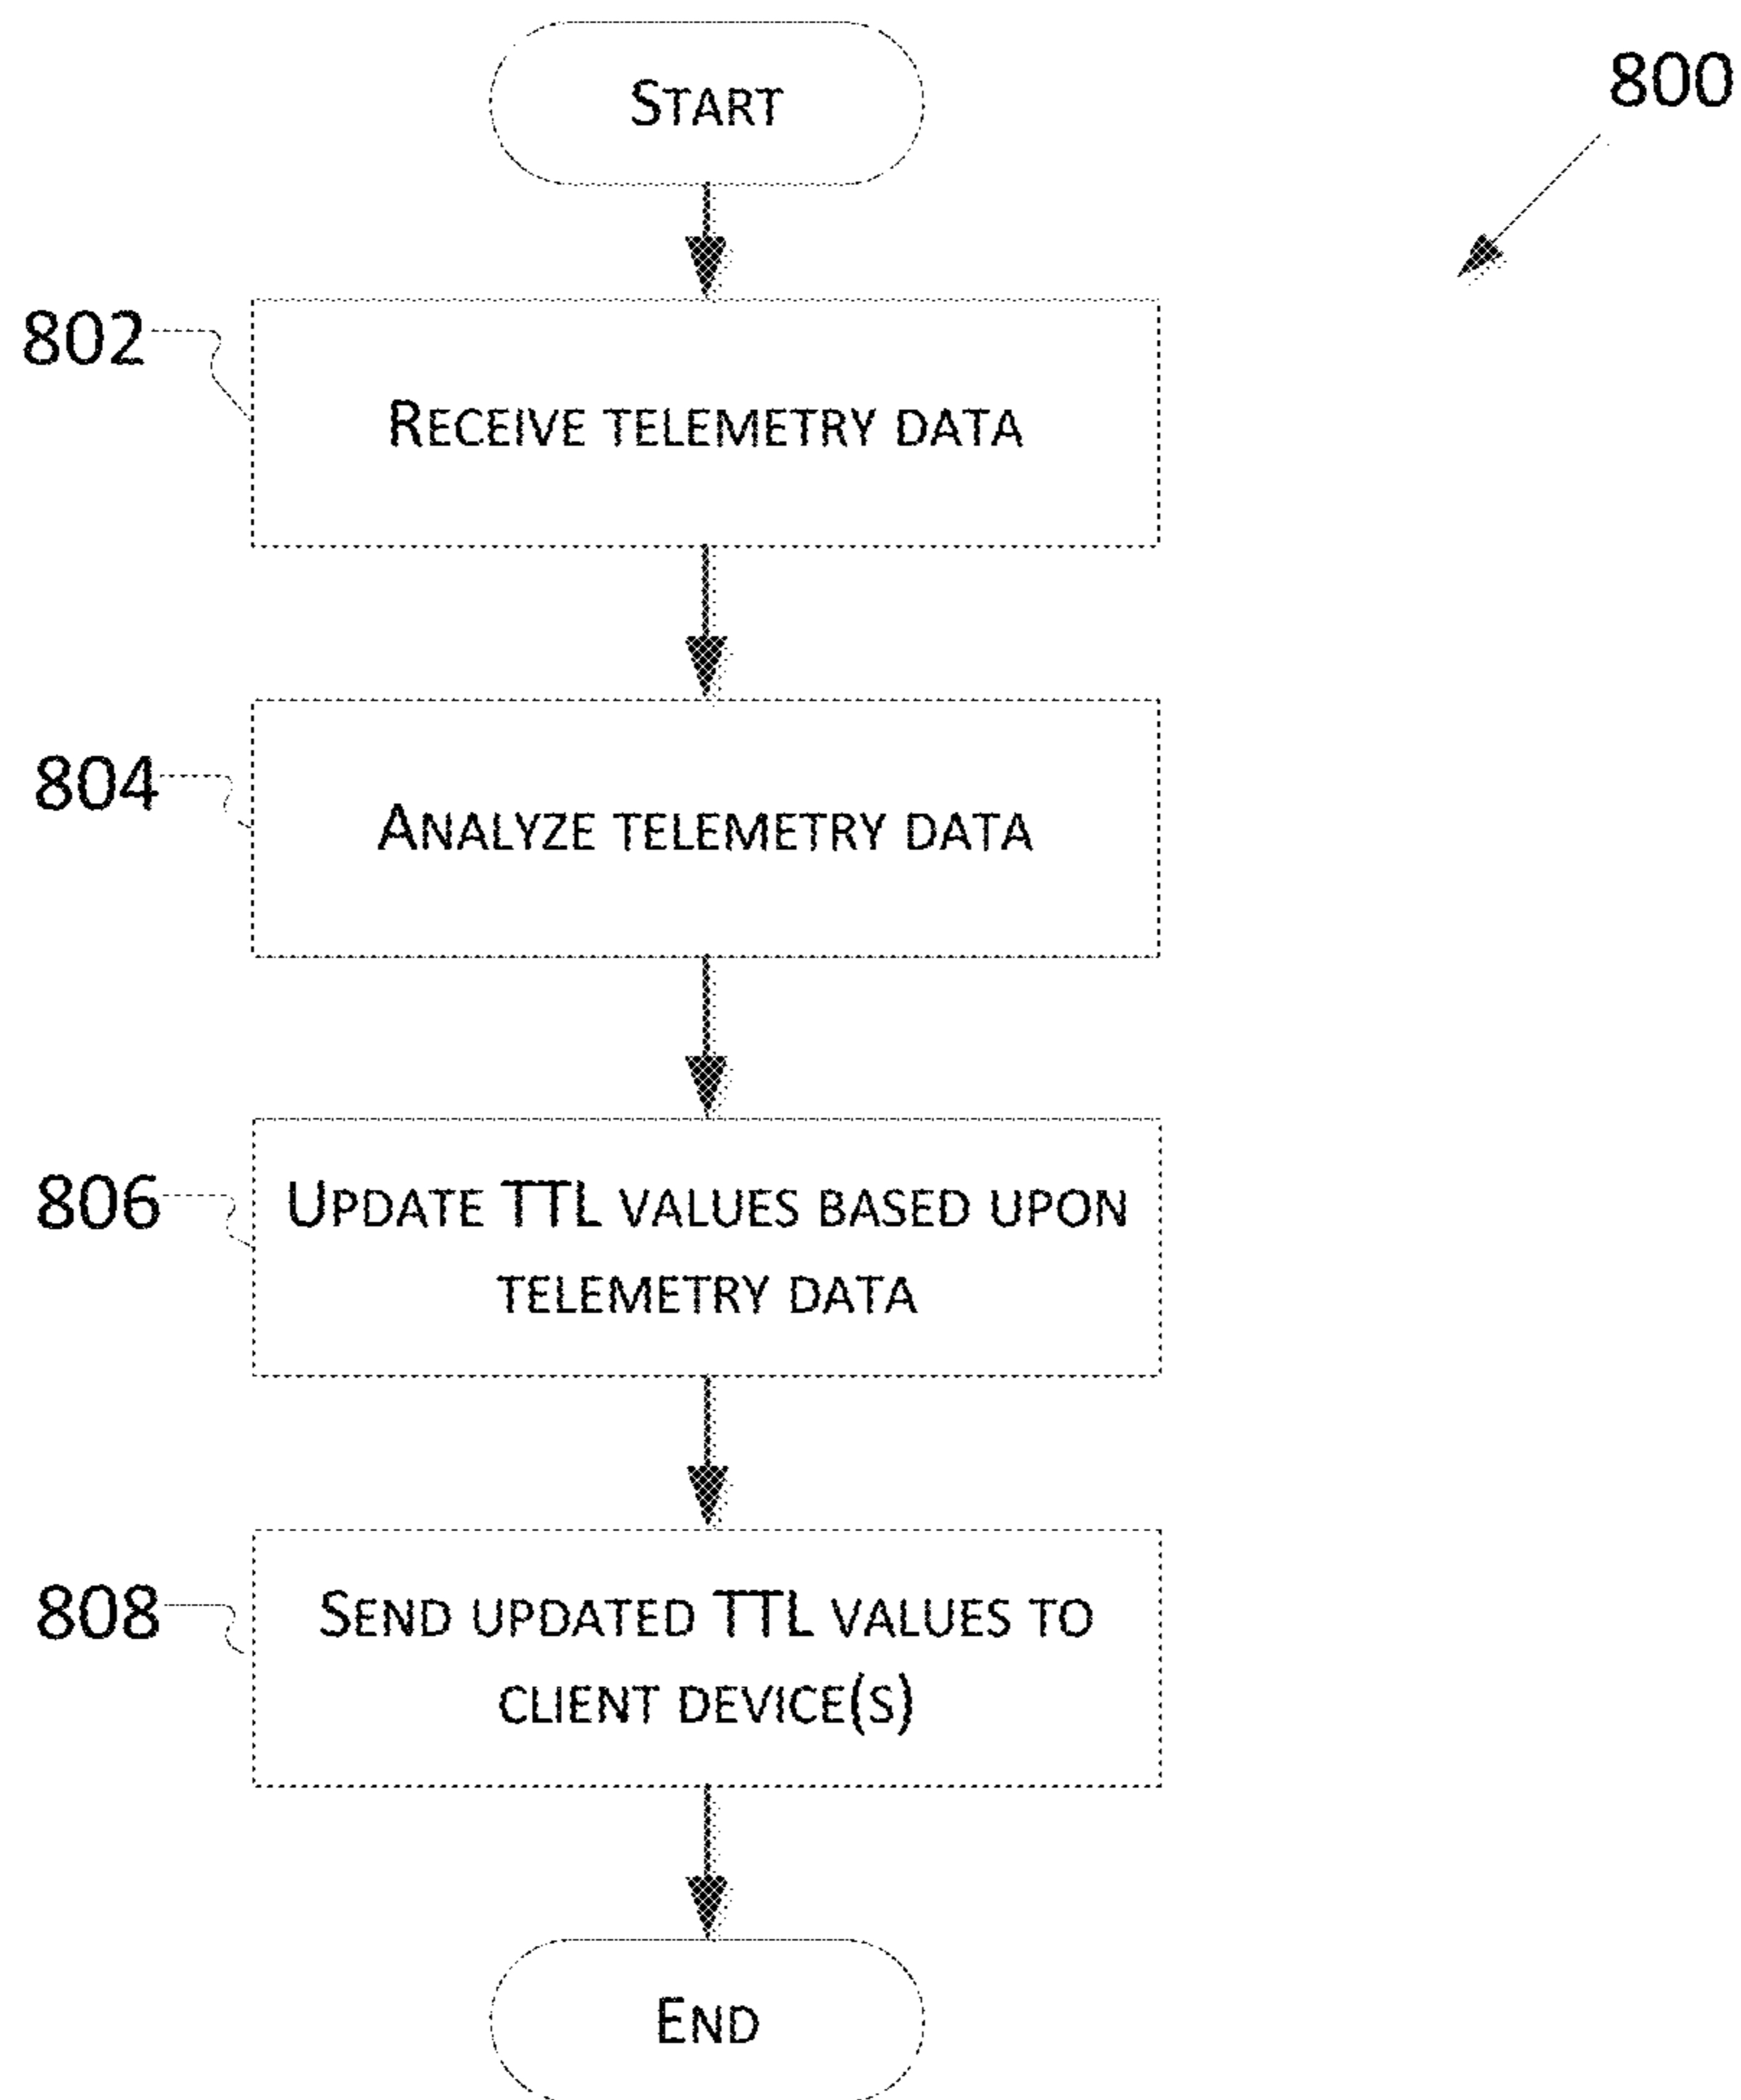 START
800
802
RECEIVE TELEMETRY DATA
804
ANALYZE TELEMETRY DATA
806
UPDATE TTL VALUES BASED UPON
TELEMETRY DATA
808
SEND UPDATED TTL VALUES TO
CLIENT DEVICE(S)
END